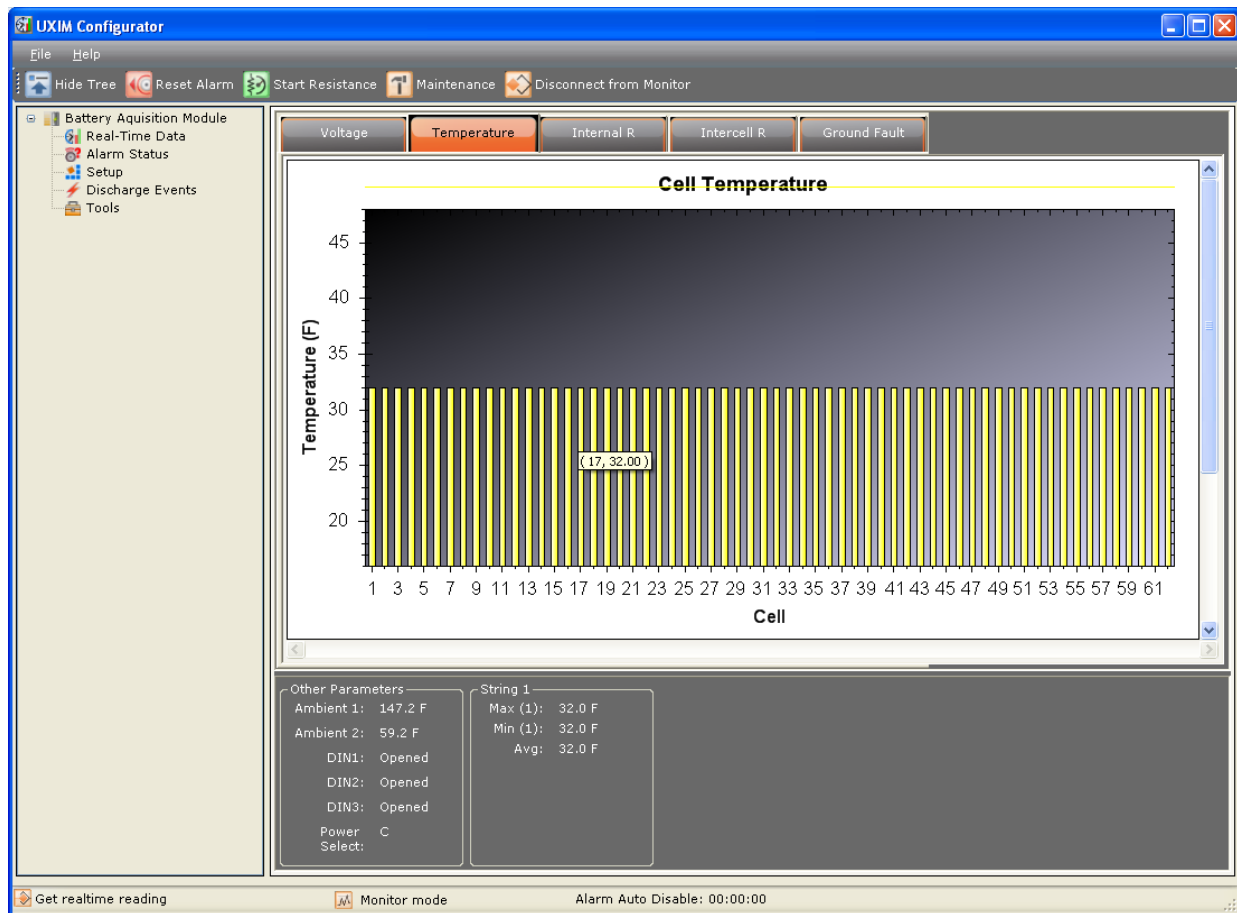 UXIM Configurator
File Help
Hide Tree Reset Alarm Start Resistance Maintenance Disconnect from Monitor
Battery Aquisition Module
Real-Time Data
Alarm Status
Setup
Discharge Events
Tools
Voltage Temperature Internal R Intercell R Ground Fault
Cell Temperature
Temperature (F)
45
40
35
30
25
20
( 17, 32.00 )
1 3 5 7 9 11 13 15 17 19 21 23 25 27 29 31 33 35 37 39 41 43 45 47 49 51 53 55 57 59 61
Cell
Other Parameters
Ambient 1: 147.2 F
Ambient 2: 59.2 F
DIN1: Opened
DIN2: Opened
DIN3: Opened
Power Select: C
String 1
Max (1): 32.0 F
Min (1): 32.0 F
Avg: 32.0 F
Get realtime reading Monitor mode Alarm Auto Disable: 00:00:00